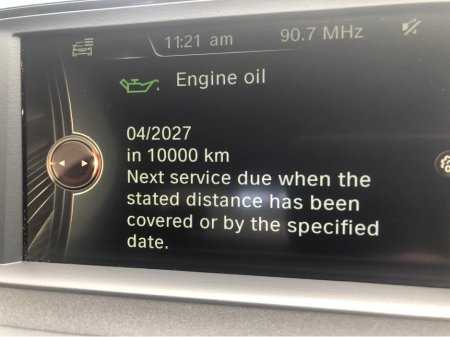 11:21 am 90.7 MHz
Engine oil
04/2027
in 10000 km
Next service due when the
stated distance has been
covered or by the specified
date.